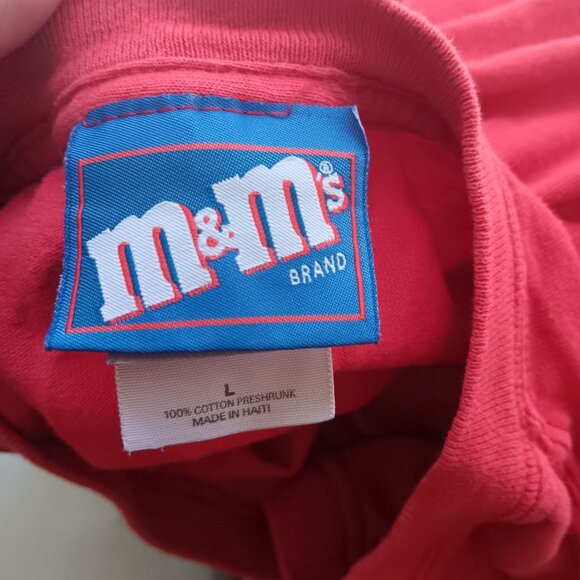 m&m's®
BRAND
L
100% COTTON PRESHRUNK
MADE IN HAITI